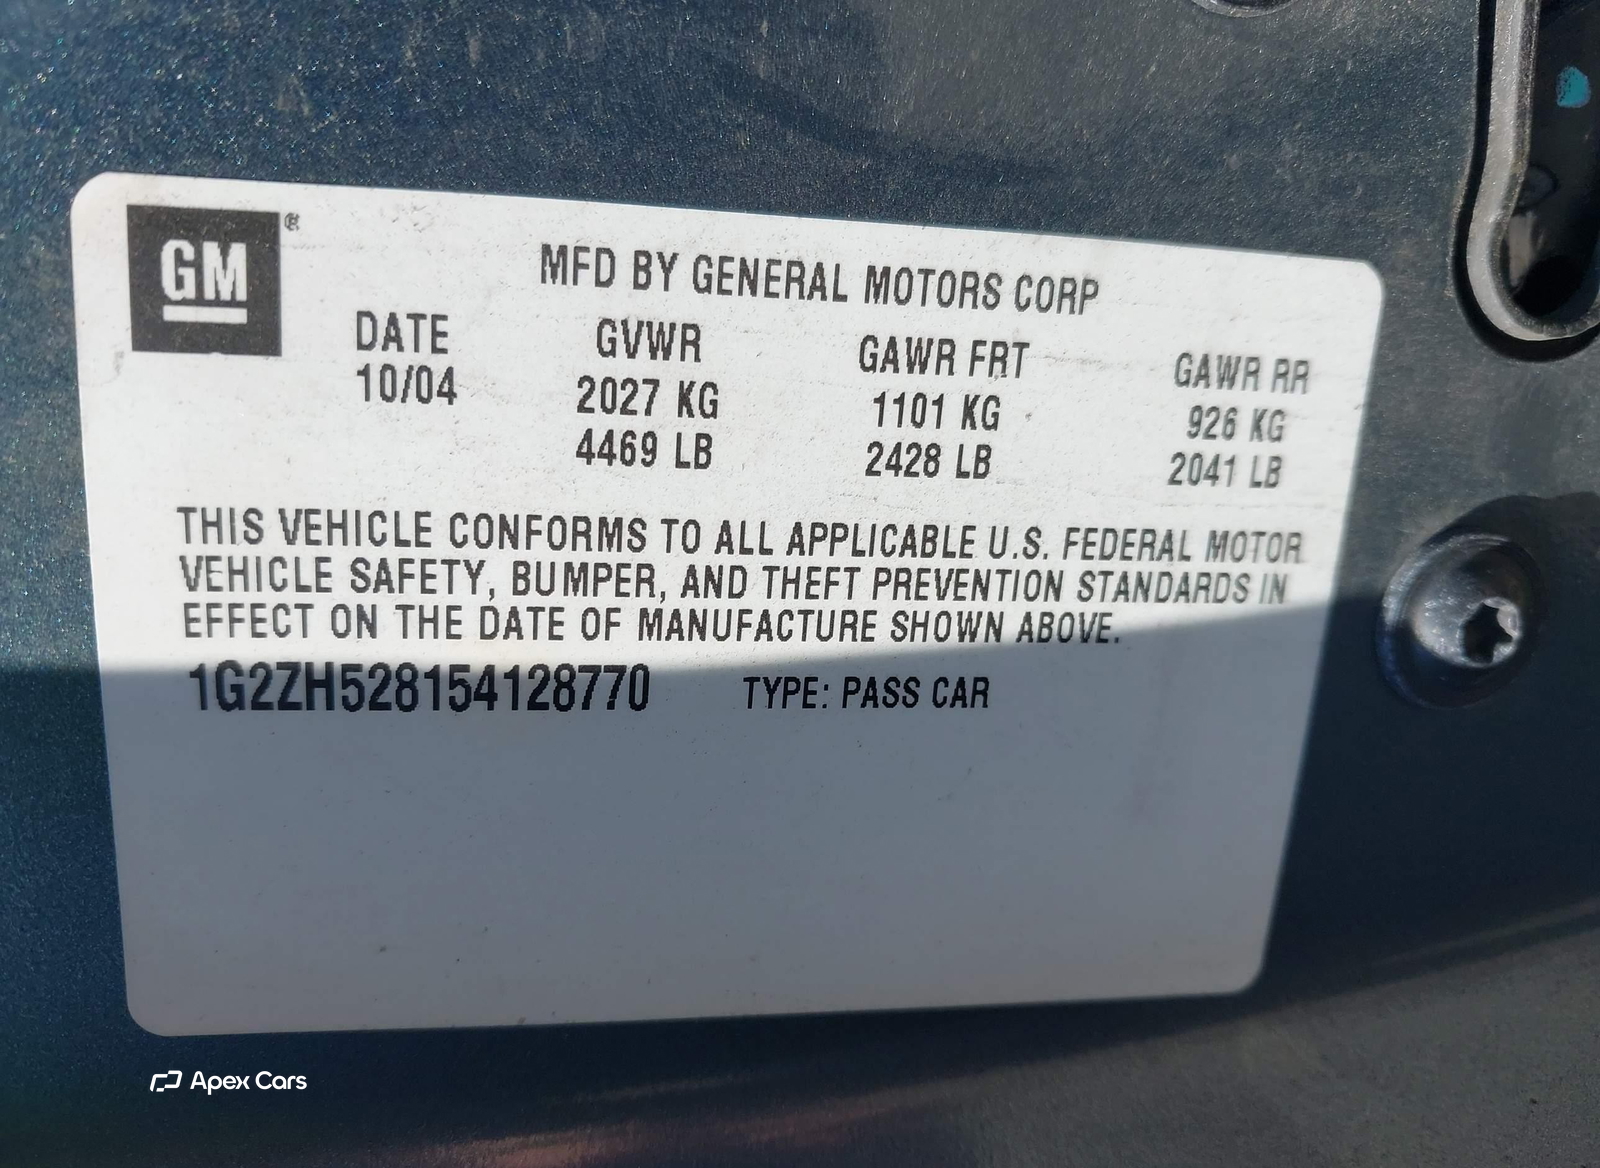 GM®
MFD BY GENERAL MOTORS CORP
DATE GVWR GAWR FRT GAWR RR
10/04 2027 KG 1101 KG 926 KG
4469 LB 2428 LB 2041 LB
THIS VEHICLE CONFORMS TO ALL APPLICABLE U.S. FEDERAL MOTOR
VEHICLE SAFETY, BUMPER, AND THEFT PREVENTION STANDARDS IN
EFFECT ON THE DATE OF MANUFACTURE SHOWN ABOVE.
1G2ZH528154128770 TYPE: PASS CAR
Apex Cars